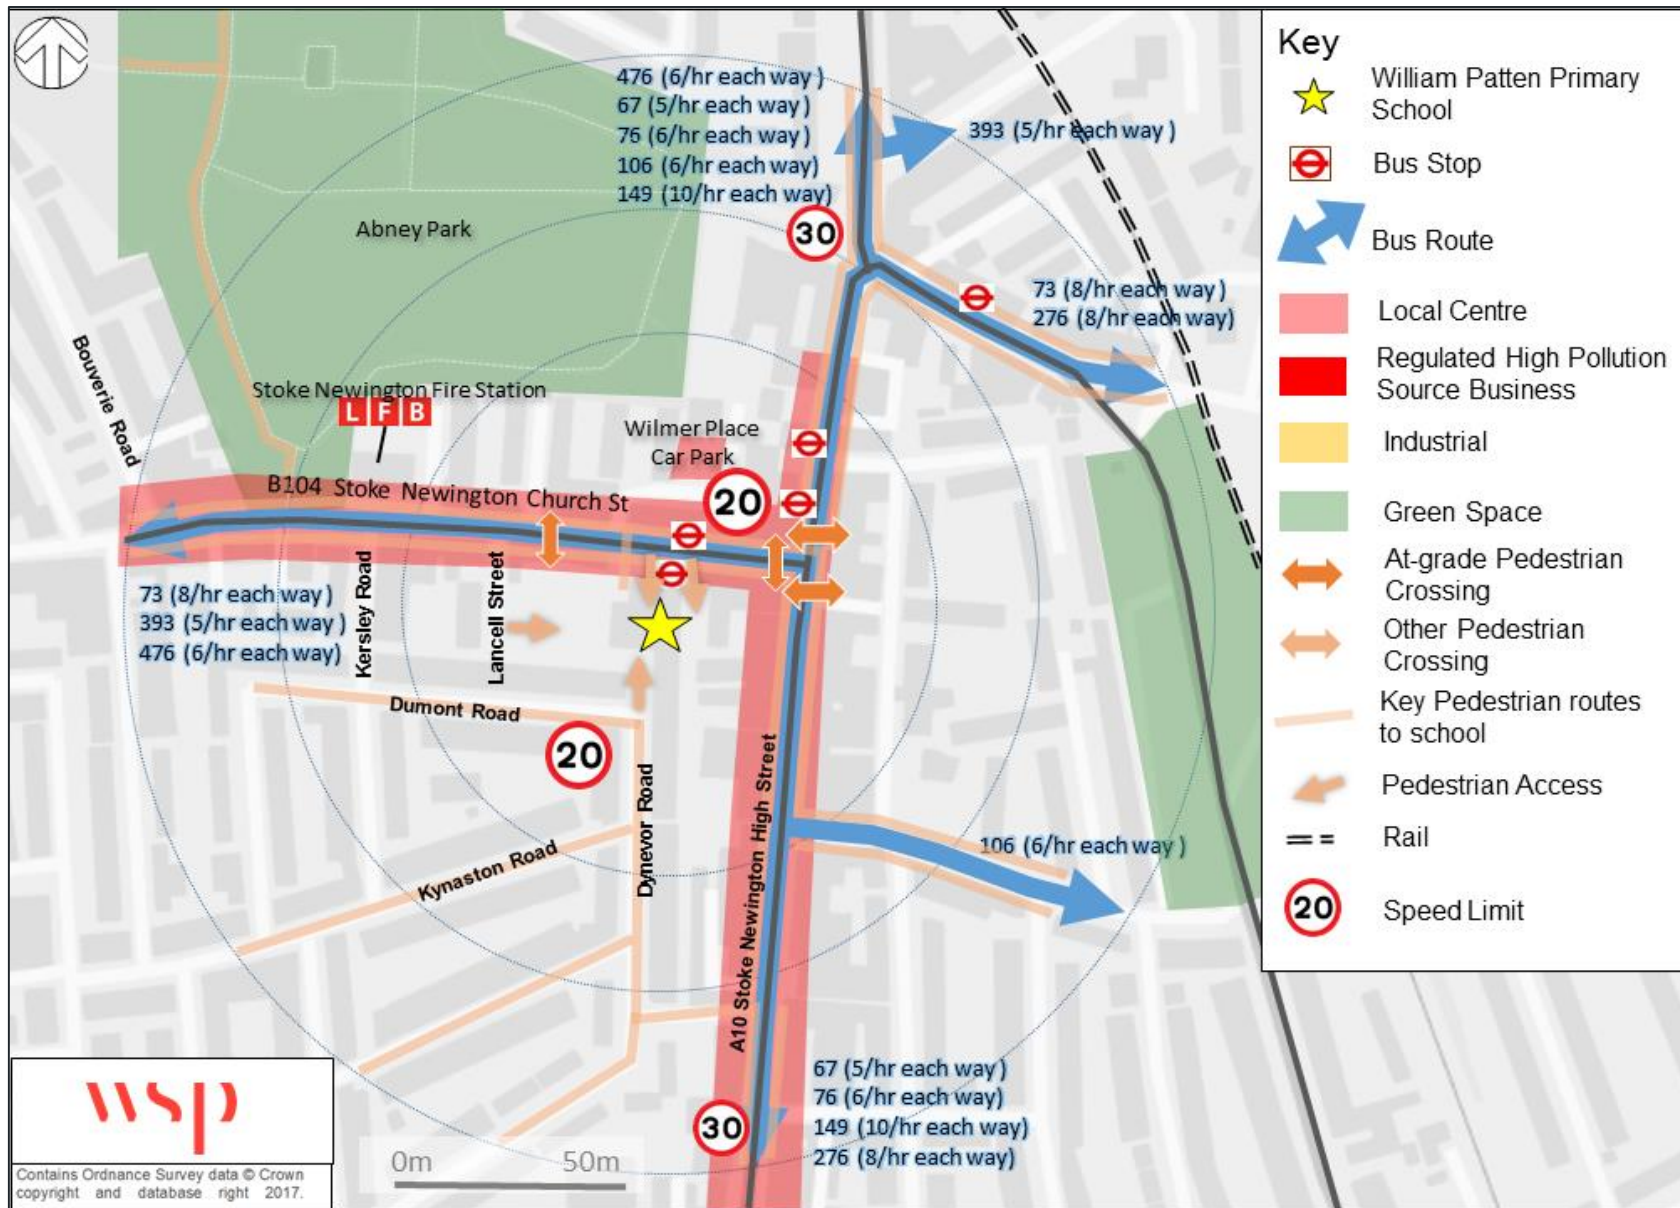 476 (6/hr each way )
67 (5/hr each way )
76 (6/hr each way )
106 (6/hr each way)
149 (10/hr each way)
393 (5/hr each way )
30
Abney Park
73 (8/hr each way )
276 (8/hr each way)
Bouverie Road
Stoke Newington Fire Station
L F B
Wilmer Place
Car Park
20
B104 Stoke Newington Church St
73 (8/hr each way )
393 (5/hr each way )
476 (6/hr each way)
Kersley Road
Lancell Street
Dumont Road
20
Dynevor Road
A10 Stoke Newington High Street
Kynaston Road
106 (6/hr each way )
67 (5/hr each way )
76 (6/hr each way )
149 (10/hr each way)
276 (8/hr each way)
30
0m 50m
wsp
Contains Ordnance Survey data © Crown
copyright and database right 2017.
Key
William Patten Primary
School
Bus Stop
Bus Route
Local Centre
Regulated High Pollution
Source Business
Industrial
Green Space
At-grade Pedestrian
Crossing
Other Pedestrian
Crossing
Key Pedestrian routes
to school
Pedestrian Access
Rail
20 Speed Limit